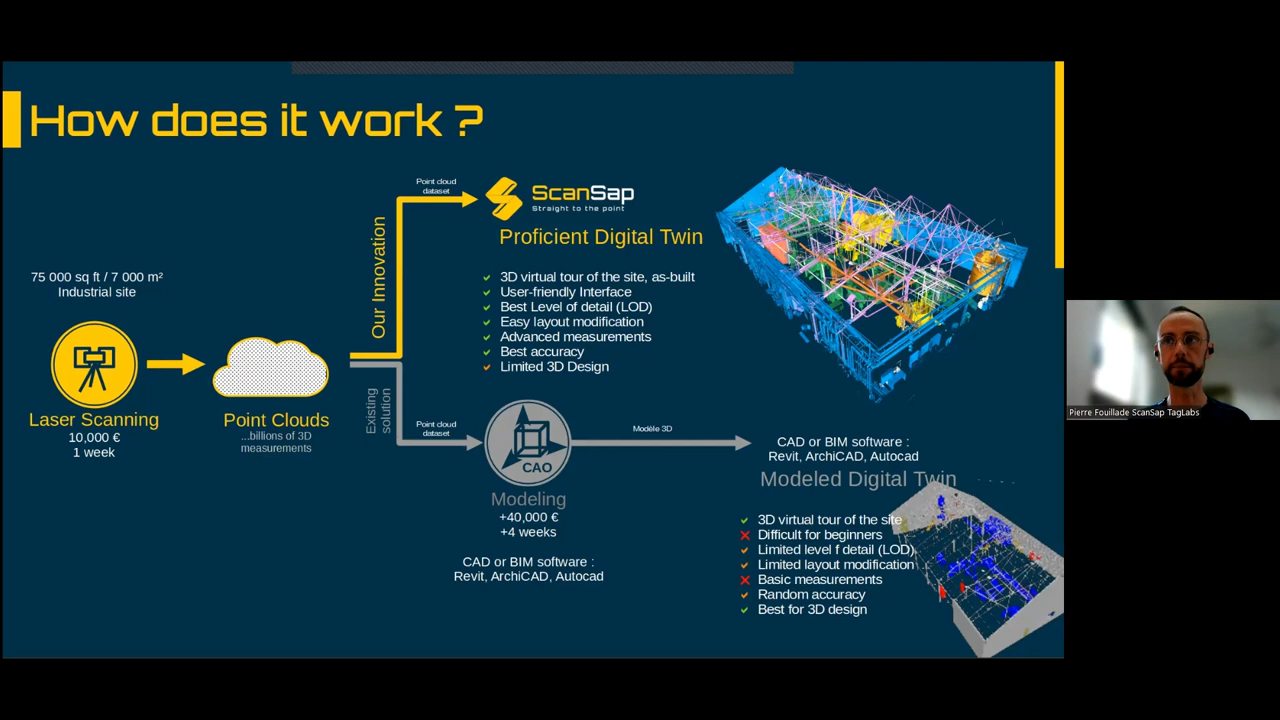 How does it work ?
75 000 sq ft / 7 000 m²
Industrial site
Laser Scanning
10,000 €
1 week
Point Clouds
...billions of 3D
measurements
Our Innovation
Existing
solution
Point cloud
dataset
ScanSap
Straight to the point
Proficient Digital Twin
3D virtual tour of the site, as-built
User-friendly Interface
Best Level of detail (LOD)
Easy layout modification
Advanced measurements
Best accuracy
Limited 3D Design
Point cloud
dataset
CAO
Modeling
+40,000 €
+4 weeks
CAD or BIM software :
Revit, ArchiCAD, Autocad
Modèle 3D
CAD or BIM software :
Revit, ArchiCAD, Autocad
Modeled Digital Twin
3D virtual tour of the site
Difficult for beginners
Limited level f detail (LOD)
Limited layout modification
Basic measurements
Random accuracy
Best for 3D design
Pierre Fouillade ScanSap TagLabs